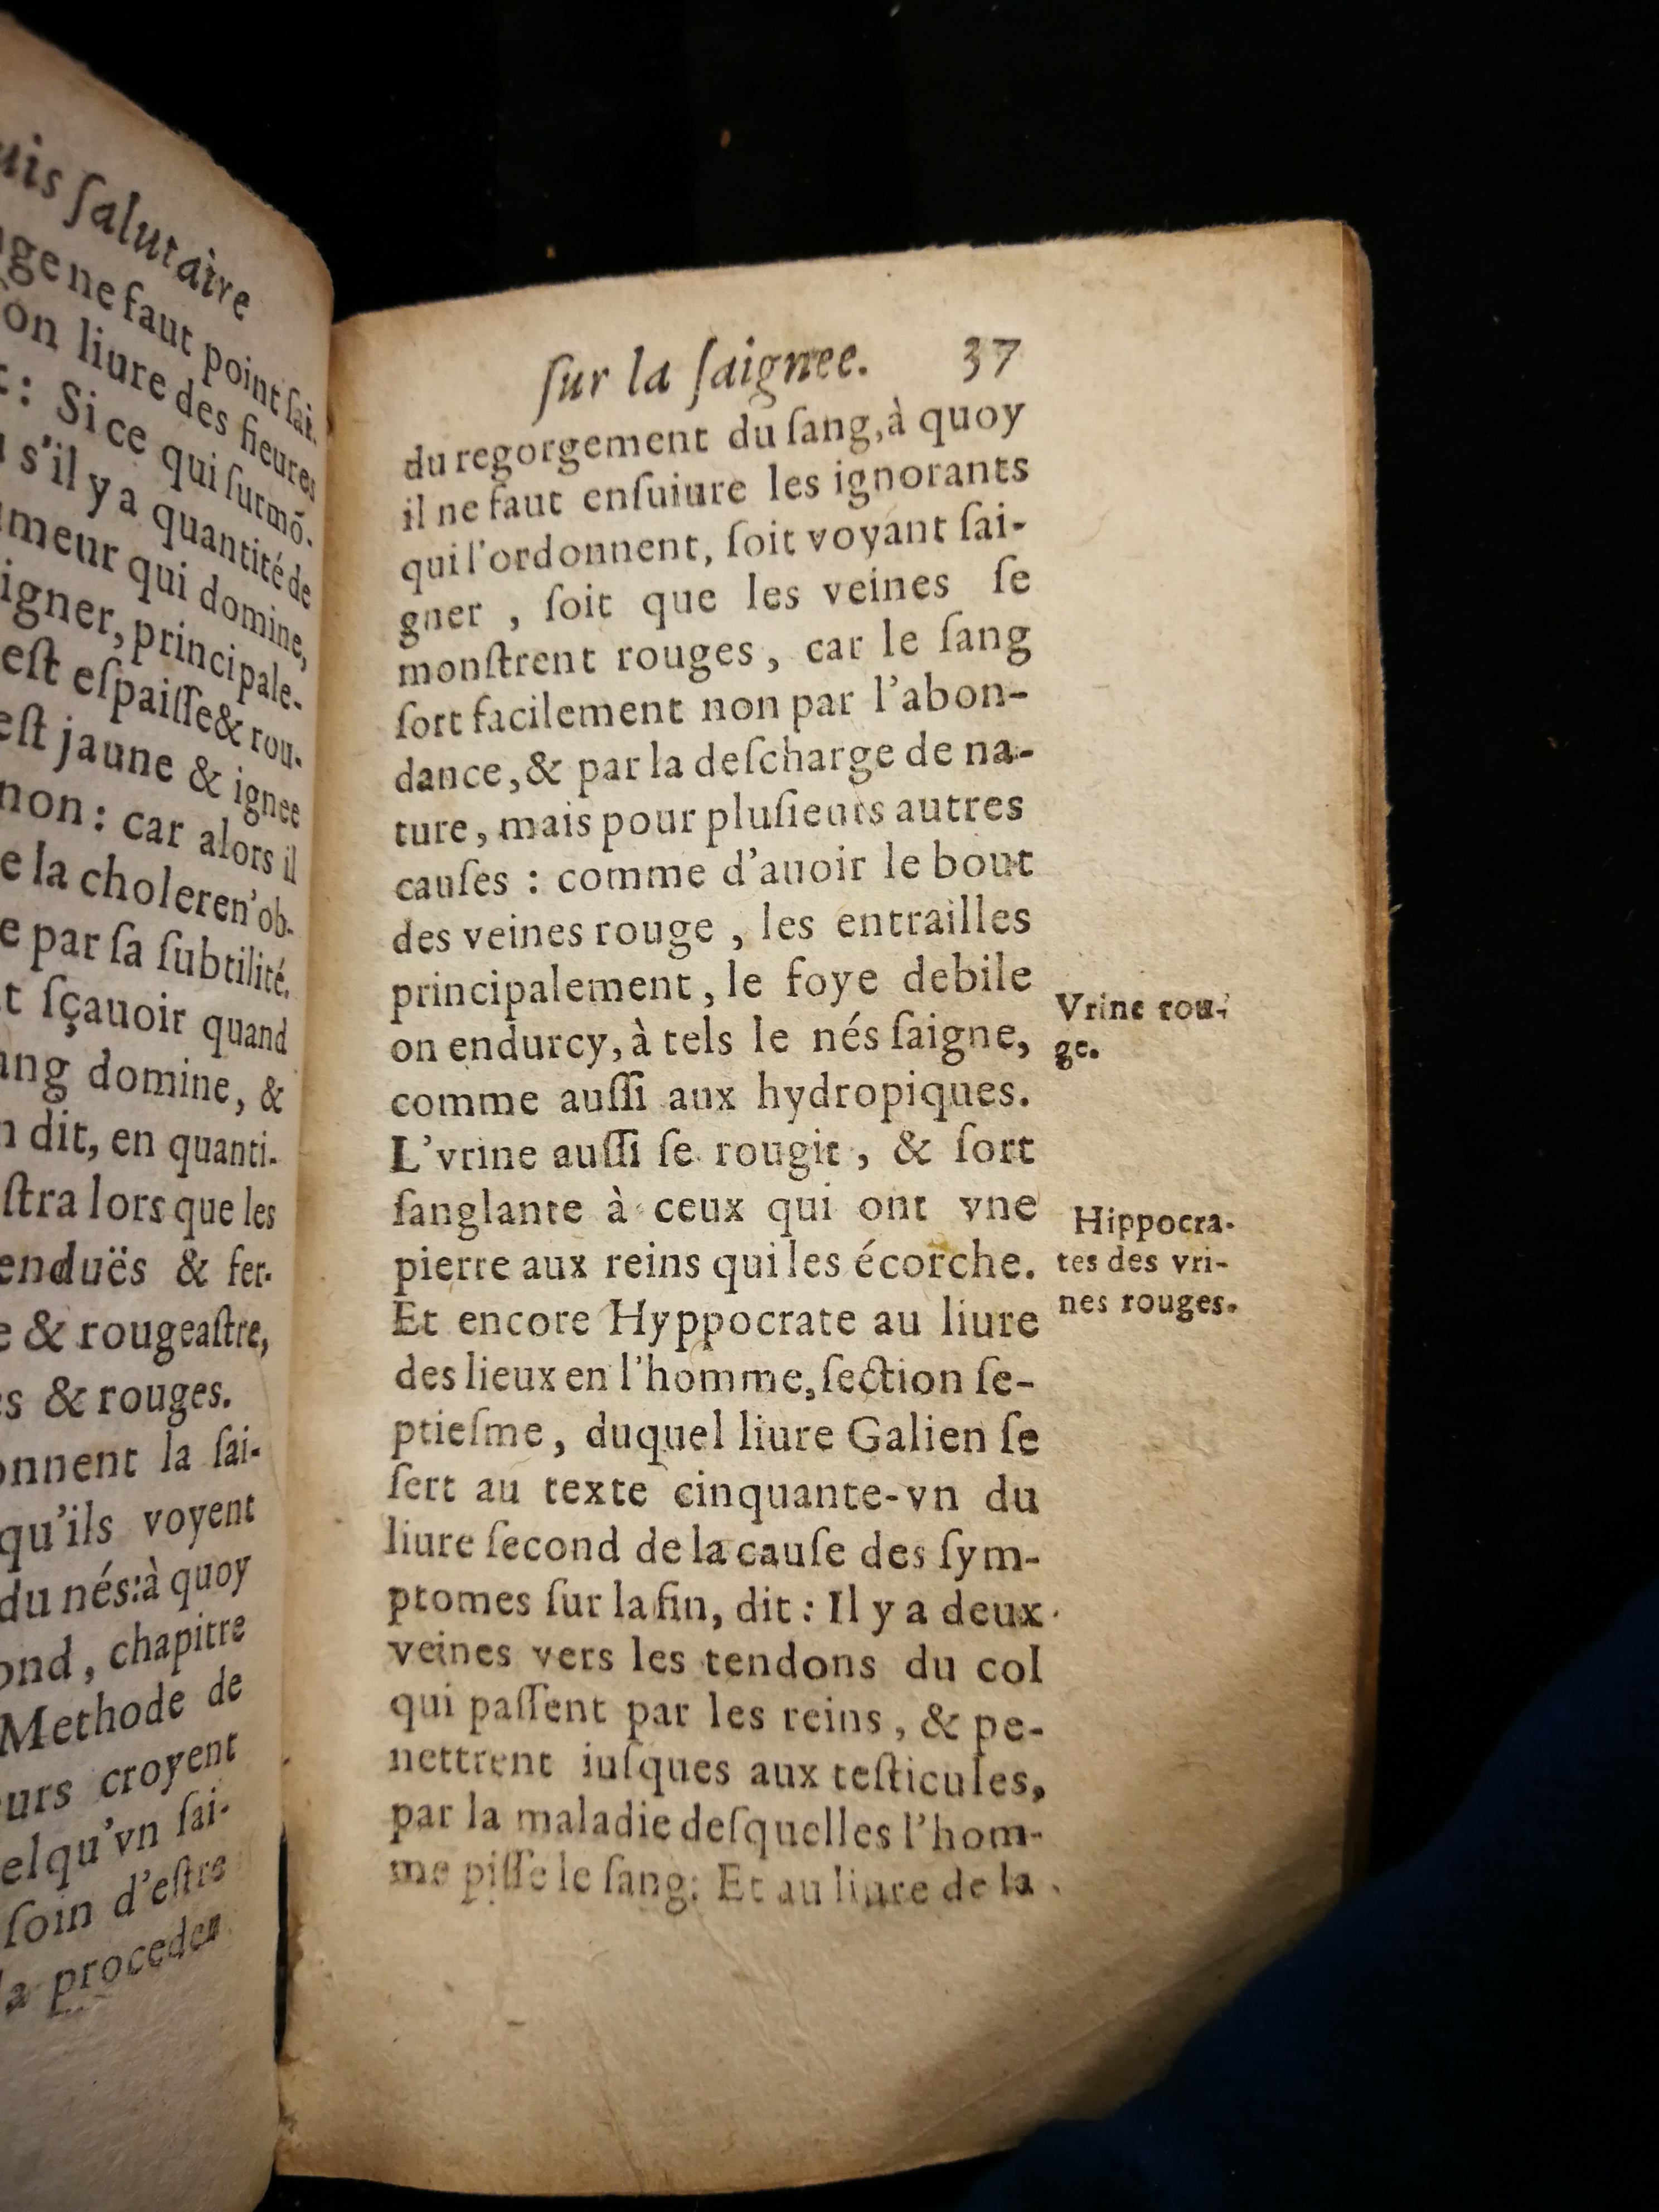 uis ſalutaire
ge ne faut point ſai-
on liure des fieures
: Si ce qui ſurmõ-
s'il y a quantité de
meur qui domine,
igner, principale-
eſt eſpaiſſe & rou-
eſt jaune & ignee
non : car alors il
e la cholere n'ob-
e par ſa ſubtilité.
t ſçauoir quand
ang domine, &
n dit, en quanti-
ſtra lors que les
enduës & fer-
e & rougeaſtre,
s & rouges.
onnent la ſai-
qu'ils voyent
du nés:à quoy
ond, chapitre
Methode de
urs croyent
elqu'vn ſai-
ſoin d'eſtre
la proceder
ſur la ſaignee. 37
du regorgement du ſang, à quoy
il ne faut enſuiure les ignorants
qui l'ordonnent, ſoit voyant ſai-
gner , ſoit que les veines ſe
monſtrent rouges, car le ſang
ſort facilement non par l'abon-
dance, & par la deſcharge de na-
ture, mais pour pluſieurs autres
cauſes : comme d'auoir le bout
des veines rouge , les entrailles
principalement, le foye debile
on endurcy, à tels le nés ſaigne,
comme auſſi aux hydropiques.
L'vrine auſſi ſe rougit, & ſort
ſanglante à ceux qui ont vne
pierre aux reins qui les écorche.
Et encore Hyppocrate au liure
des lieux en l'homme, ſection ſe-
ptieſme, duquel liure Galien ſe
ſert au texte cinquante-vn du
liure ſecond de la cauſe des ſym-
ptomes ſur la fin, dit : Il y a deux
veines vers les tendons du col
qui paſſent par les reins, & pe-
nettrent iuſques aux teſticules,
par la maladie deſquelles l'hom-
me piſſe le ſang: Et au liure de la
Vrine rou-
ge.
Hippocra-
tes des vri-
nes rouges.